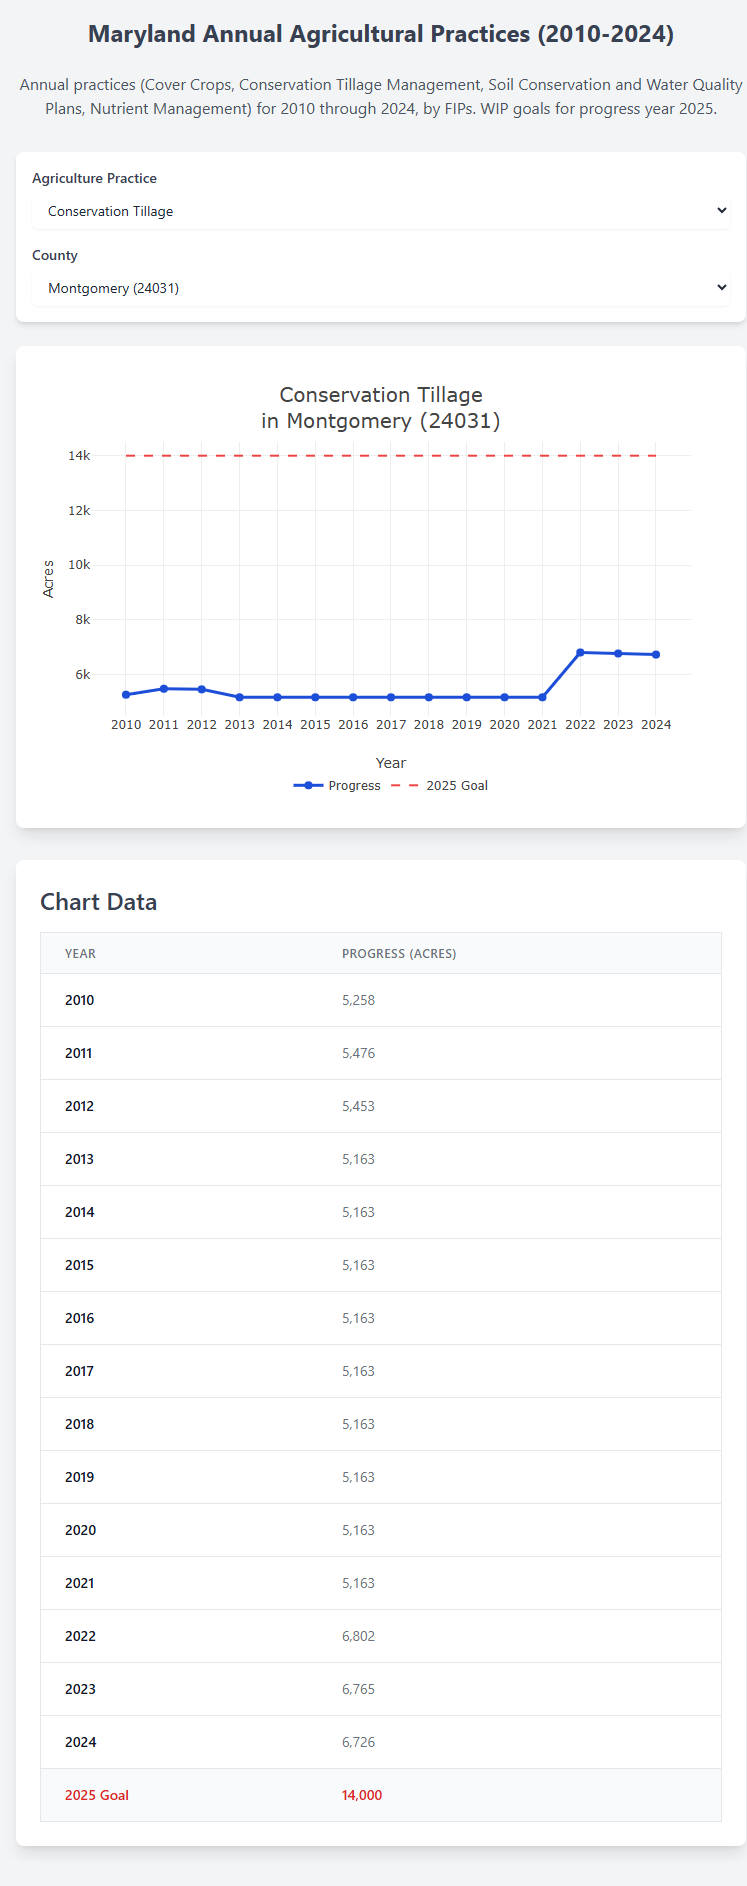 Maryland Annual Agricultural Practices (2010-2024)
Annual practices (Cover Crops, Conservation Tillage Management, Soil Conservation and Water Quality
Plans, Nutrient Management) for 2010 through 2024, by FIPs. WIP goals for progress year 2025.
Agriculture Practice
Conservation Tillage
County
Montgomery (24031)
Conservation Tillage
in Montgomery (24031)
14k
12k
10k
8k
6k
Acres
2010 2011 2012 2013 2014 2015 2016 2017 2018 2019 2020 2021 2022 2023 2024
Year
Progress 2025 Goal
Chart Data
YEAR PROGRESS (ACRES)
2010 5,258
2011 5,476
2012 5,453
2013 5,163
2014 5,163
2015 5,163
2016 5,163
2017 5,163
2018 5,163
2019 5,163
2020 5,163
2021 5,163
2022 6,802
2023 6,765
2024 6,726
2025 Goal 14,000